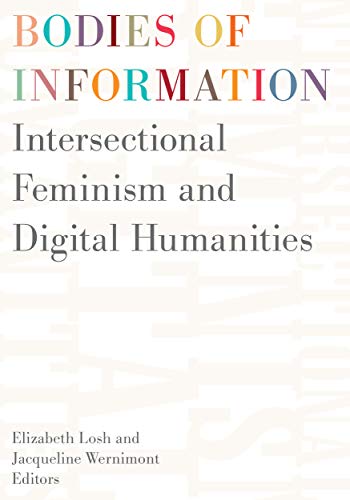 BODIES OF
INFORMATION
Intersectional
Feminism and
Digital Humanities
Elizabeth Losh and
Jacqueline Wernimont
Editors